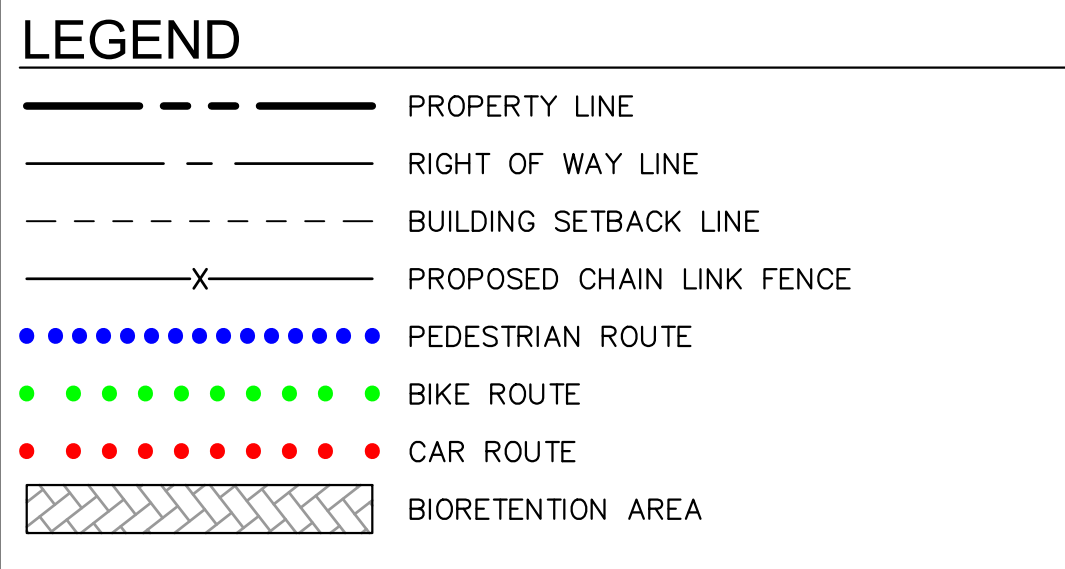 LEGEND
PROPERTY LINE
RIGHT OF WAY LINE
BUILDING SETBACK LINE
X PROPOSED CHAIN LINK FENCE
PEDESTRIAN ROUTE
BIKE ROUTE
CAR ROUTE
BIORETENTION AREA